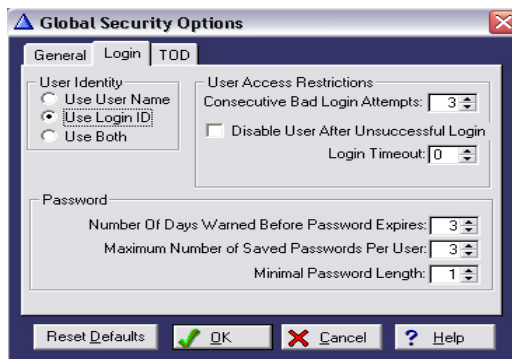 Global Security Options
General Login TOD
User Identity
Use User Name
Use Login ID
Use Both
User Access Restrictions
Consecutive Bad Login Attempts: 3
Disable User After Unsuccessful Login
Login Timeout: 0
Password
Number Of Days Warned Before Password Expires: 3
Maximum Number of Saved Passwords Per User: 3
Minimal Password Length: 1
Reset Defaults OK Cancel ? Help